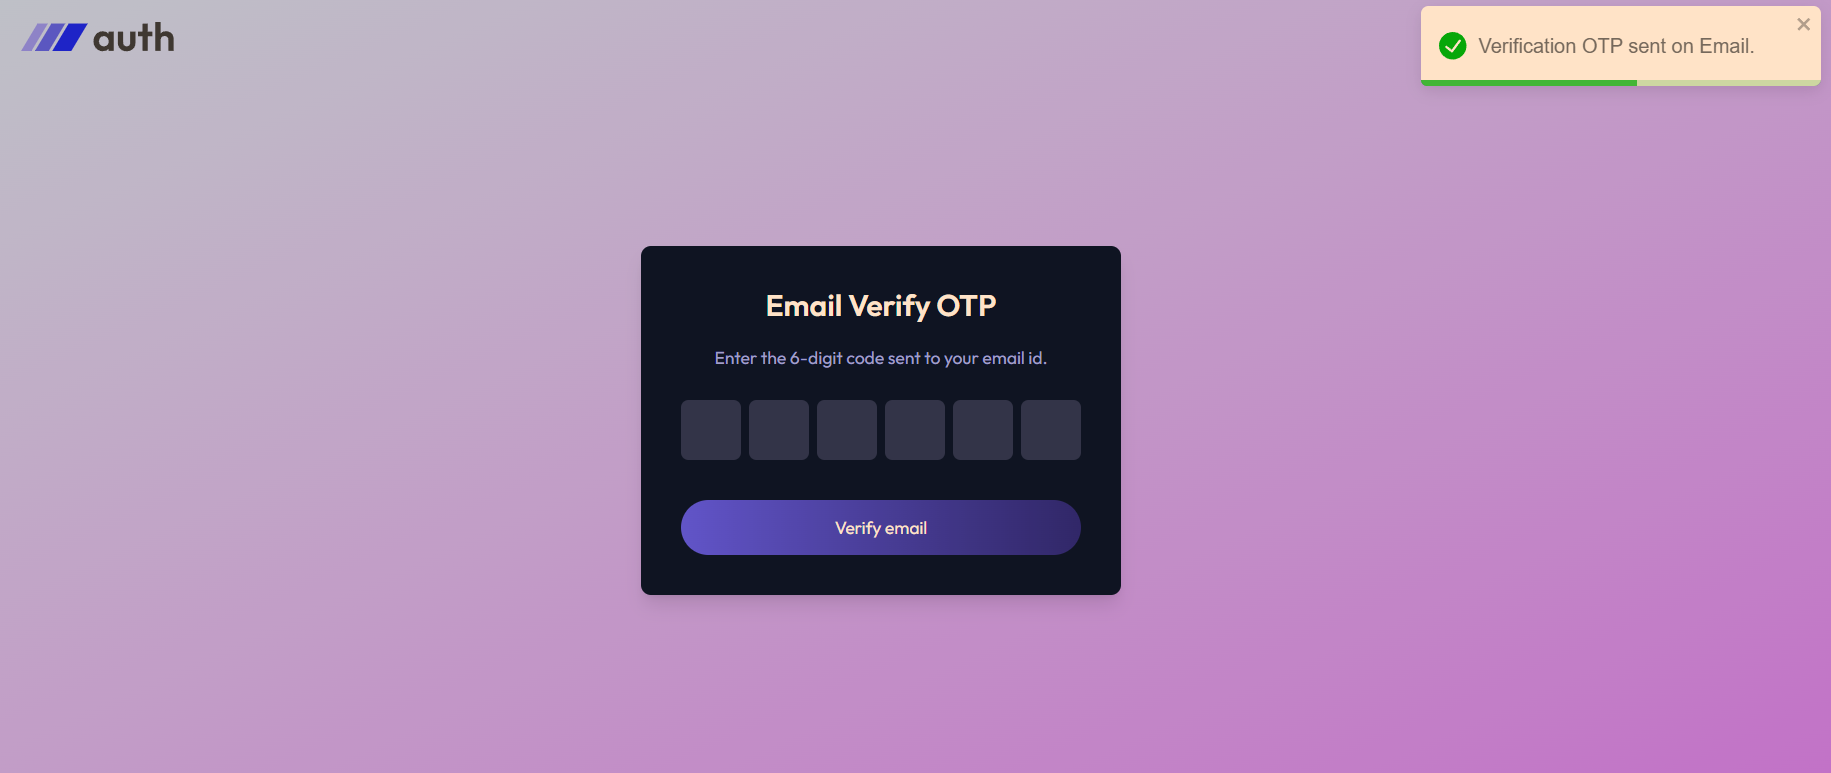 auth
Verification OTP sent on Email.
Email Verify OTP
Enter the 6-digit code sent to your email id.
Verify email